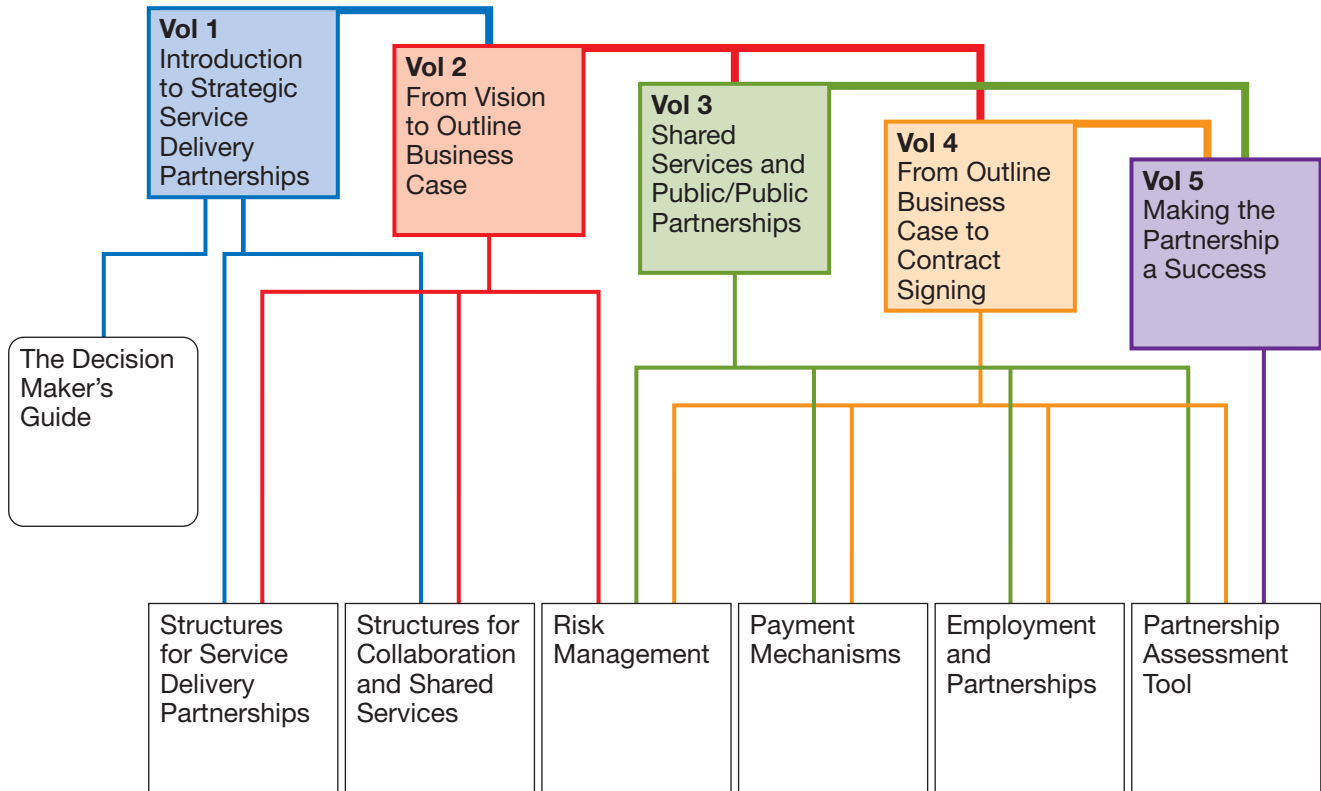 Vol 1
Introduction
to Strategic
Service
Delivery
Partnerships
Vol 2
From Vision
to Outline
Business
Case
Vol 3
Shared
Services and
Public/Public
Partnerships
Vol 4
From Outline
Business
Case to
Contract
Signing
Vol 5
Making the
Partnership
a Success
The Decision
Maker's
Guide
Structures
for Service
Delivery
Partnerships
Structures for
Collaboration
and Shared
Services
Risk
Management
Payment
Mechanisms
Employment
and
Partnerships
Partnership
Assessment
Tool